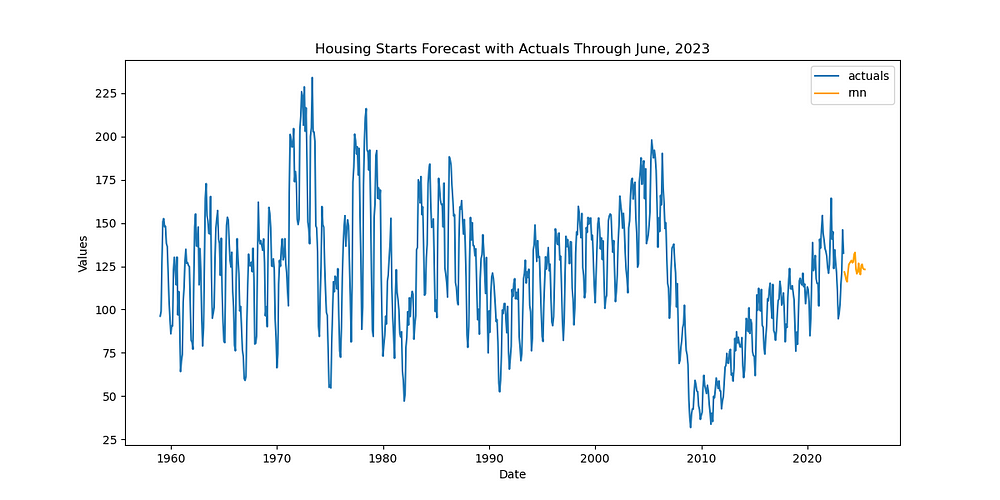 Housing Starts Forecast with Actuals Through June, 2023
actuals
rnn
225
200
175
150
125
100
75
50
25
Values
1960 1970 1980 1990 2000 2010 2020
Date